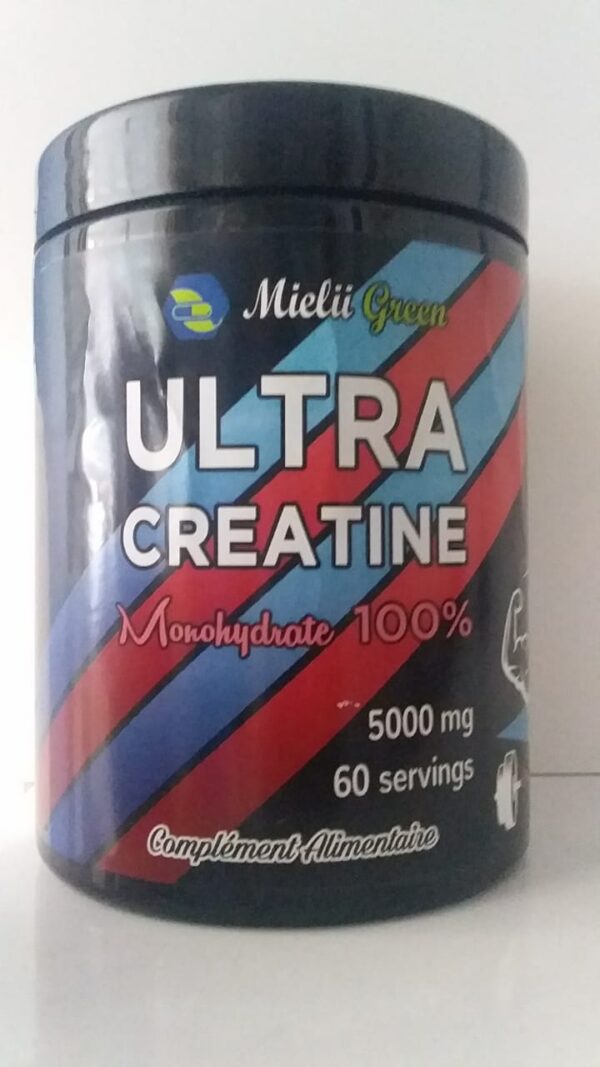 Mielii Green
ULTRA
CREATINE
Monohydrate 100%
5000 mg
60 servings
Complément Alimentaire